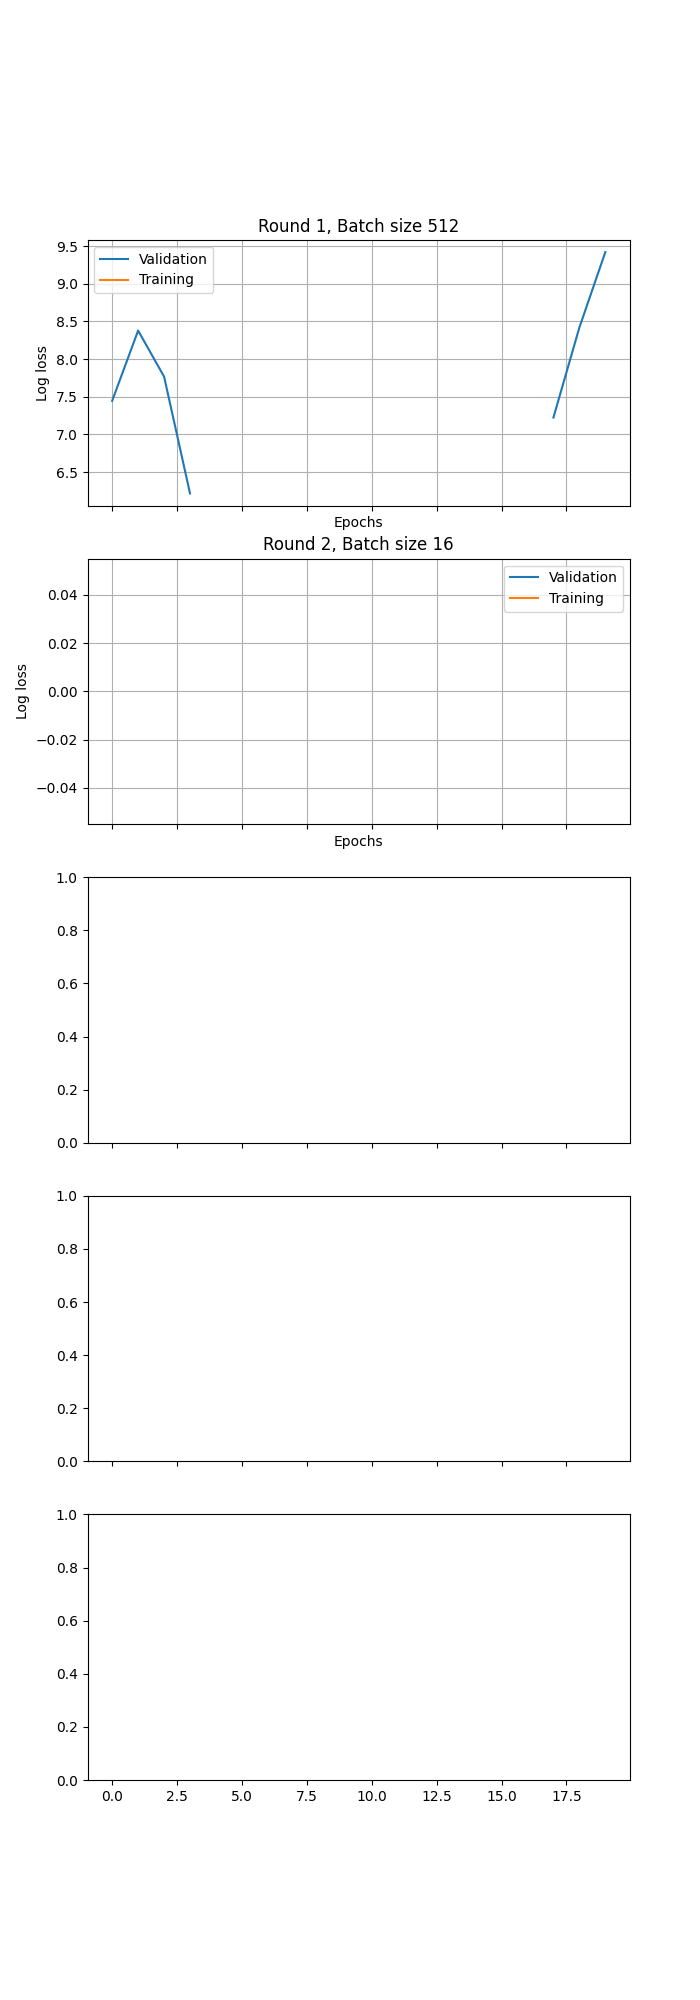 Round 1, Batch size 512
Log loss
9.5
9.0
8.5
8.0
7.5
7.0
6.5
Validation
Training
Epochs
Round 2, Batch size 16
Log loss
0.04
0.02
0.00
−0.02
−0.04
Validation
Training
Epochs
1.0
0.8
0.6
0.4
0.2
0.0
1.0
0.8
0.6
0.4
0.2
0.0
1.0
0.8
0.6
0.4
0.2
0.0
0.0 2.5 5.0 7.5 10.0 12.5 15.0 17.5